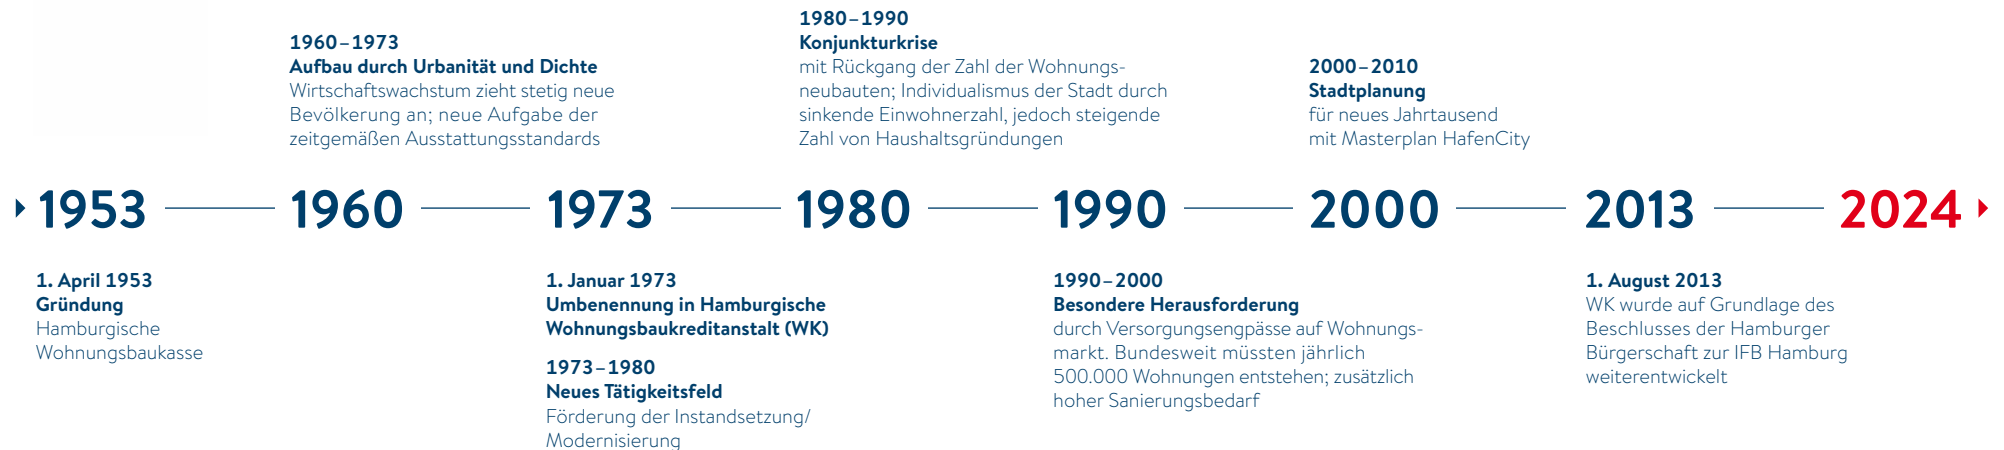 1960–1973
Aufbau durch Urbanität und Dichte
Wirtschaftswachstum zieht stetig neue
Bevölkerung an; neue Aufgabe der
zeitgemäßen Ausstattungsstandards
1980–1990
Konjunkturkrise
mit Rückgang der Zahl der Wohnungs-
neubauten; Individualismus der Stadt durch
sinkende Einwohnerzahl, jedoch steigende
Zahl von Haushaltsgründungen
2000–2010
Stadtplanung
für neues Jahrtausend
mit Masterplan HafenCity
1953 1960 1973 1980 1990 2000 2013 2024
1. April 1953
Gründung
Hamburgische
Wohnungsbaukasse
1. Januar 1973
Umbenennung in Hamburgische
Wohnungsbaukreditanstalt (WK)
1973–1980
Neues Tätigkeitsfeld
Förderung der Instandsetzung/
Modernisierung
1990–2000
Besondere Herausforderung
durch Versorgungsengpässe auf Wohnungs-
markt. Bundesweit müssten jährlich
500.000 Wohnungen entstehen; zusätzlich
hoher Sanierungsbedarf
1. August 2013
WK wurde auf Grundlage des
Beschlusses der Hamburger
Bürgerschaft zur IFB Hamburg
weiterentwickelt